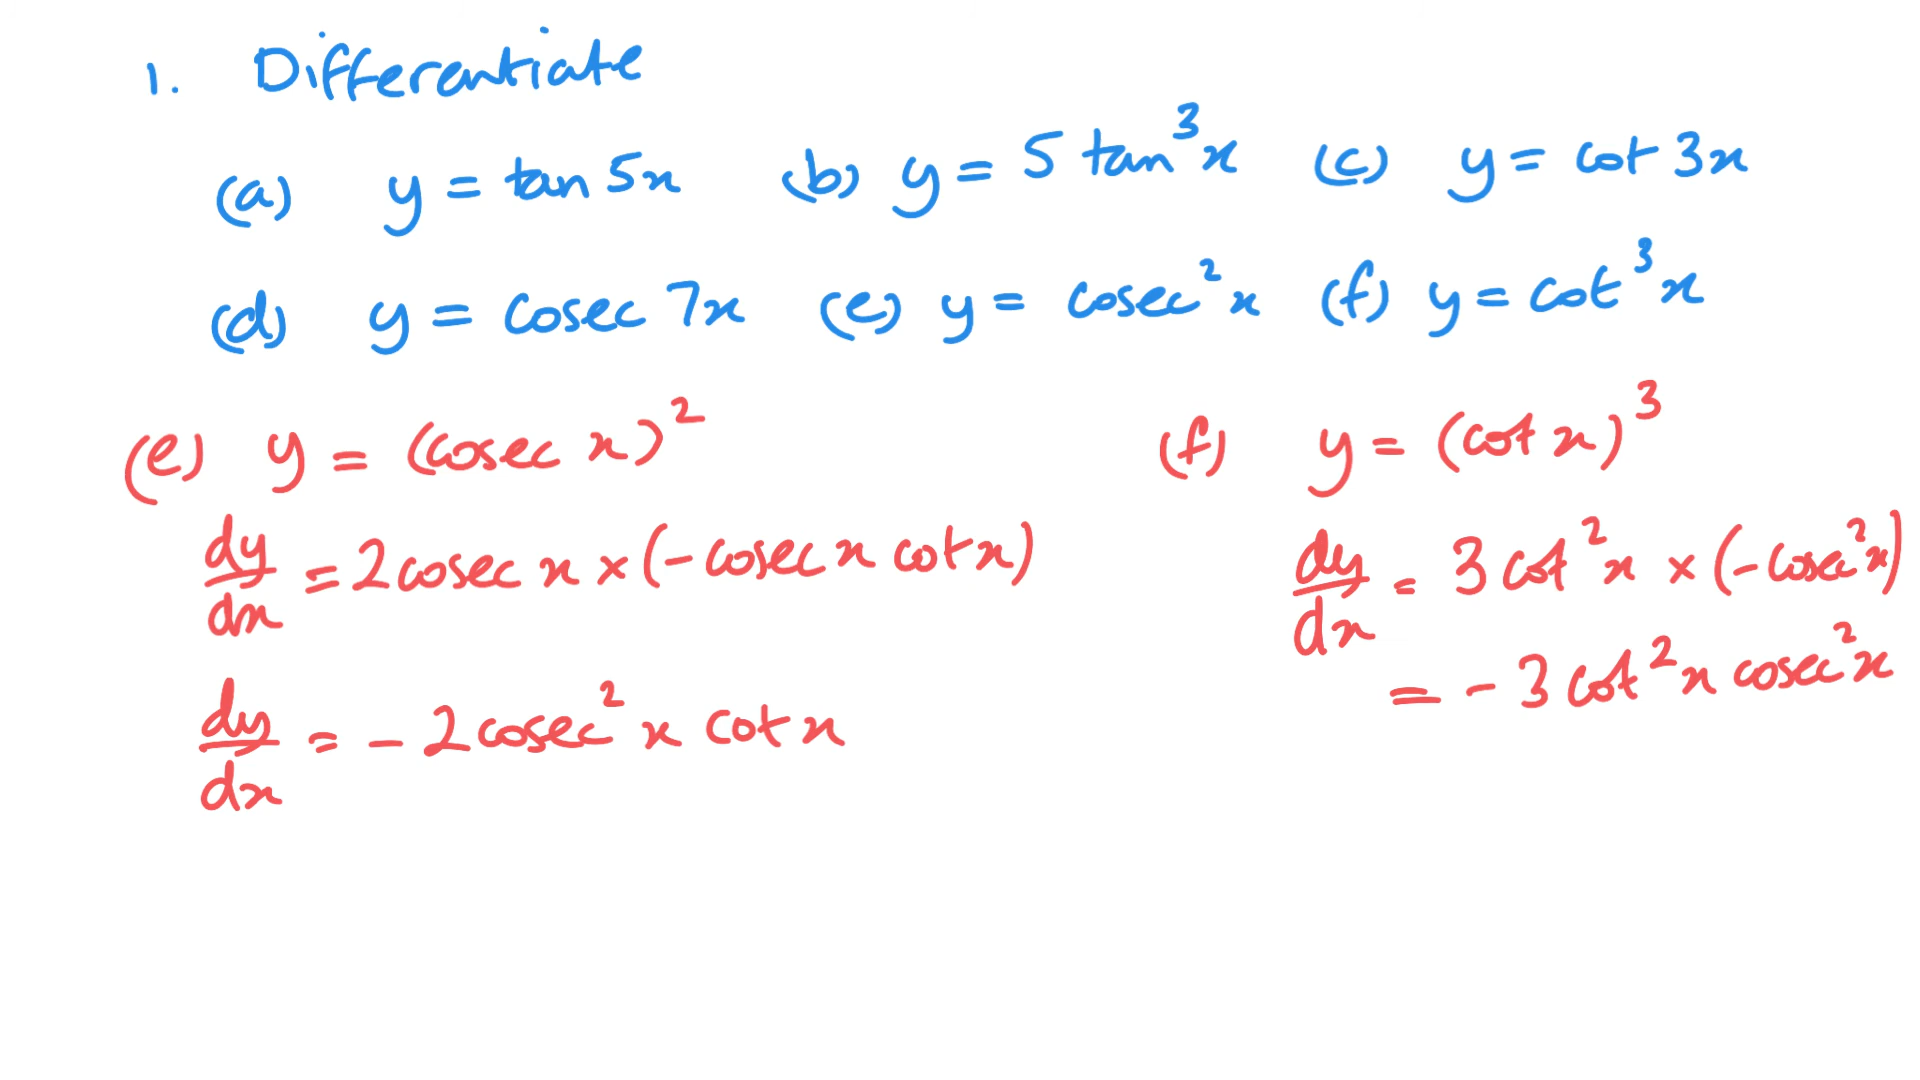 1. Differentiate
(a) y = tan 5x (b) y = 5 tan³x (c) y = cot 3x
(d) y = cosec 7x (e) y = cosec²x (f) y = cot³x
(e) y = (cosec x)²
dy/dx = 2 cosec x × (- cosec x cot x)
dy/dx = - 2 cosec² x cot x
(f) y = (cot x)³
dy/dx = 3 cot²x × (- cosec²x)
= - 3 cot²x cosec²x